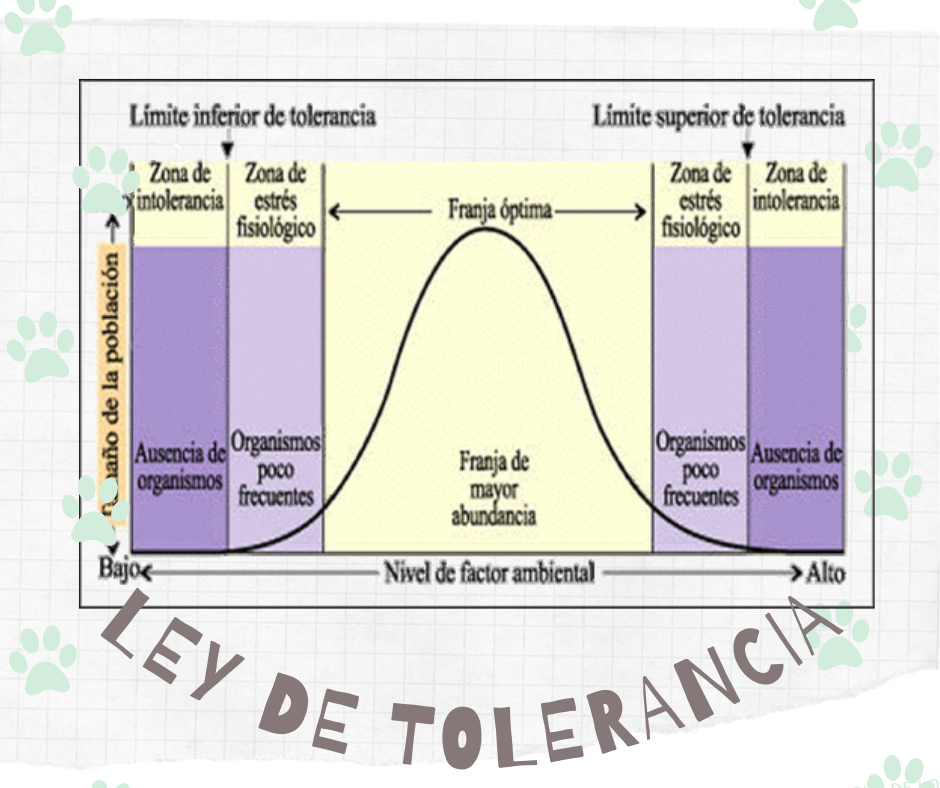 Límite inferior de tolerancia
Límite superior de tolerancia
Zona de
intolerancia
Zona de
estrés
fisiológico
Franja óptima
Zona de
estrés
fisiológico
Zona de
intolerancia
de la población
Ausencia de
organismos
Organismos
poco
frecuentes
Franja de
mayor
abundancia
Organismos
poco
frecuentes
Ausencia de
organismos
Bajo
Nivel de factor ambiental
Alto
LEY DE TOLERANCIA